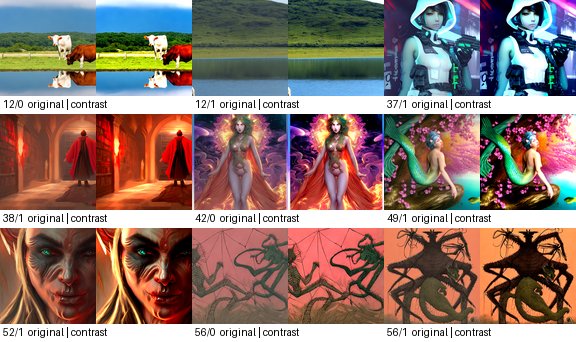 12/0 original|contrast
12/1 original|contrast
37/1 original|contrast
38/1 original|contrast
42/0 original|contrast
49/1 original|contrast
52/1 original|contrast
56/0 original|contrast
56/1 original|contrast